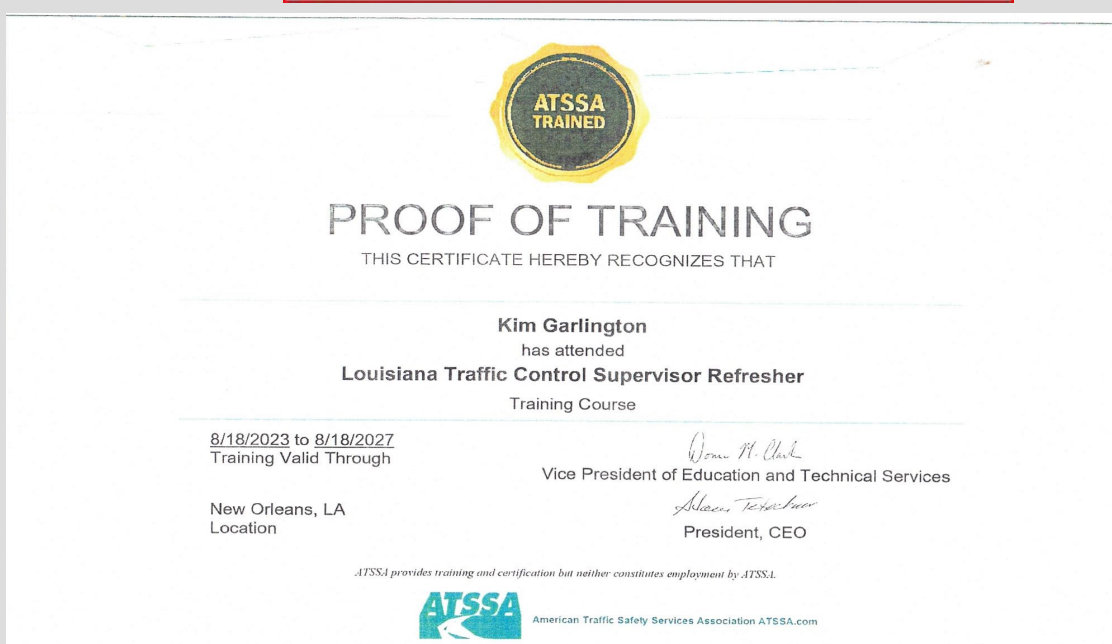 ATSSA
TRAINED
PROOF OF TRAINING
THIS CERTIFICATE HEREBY RECOGNIZES THAT
Kim Garlington
has attended
Louisiana Traffic Control Supervisor Refresher
Training Course
8/18/2023 to 8/18/2027
Training Valid Through
New Orleans, LA
Location
Donna M. Clark
Vice President of Education and Technical Services
President, CEO
ATSSA provides training and certification but neither constitutes employment by ATSSA.
ATSSA
American Traffic Safety Services Association ATSSA.com